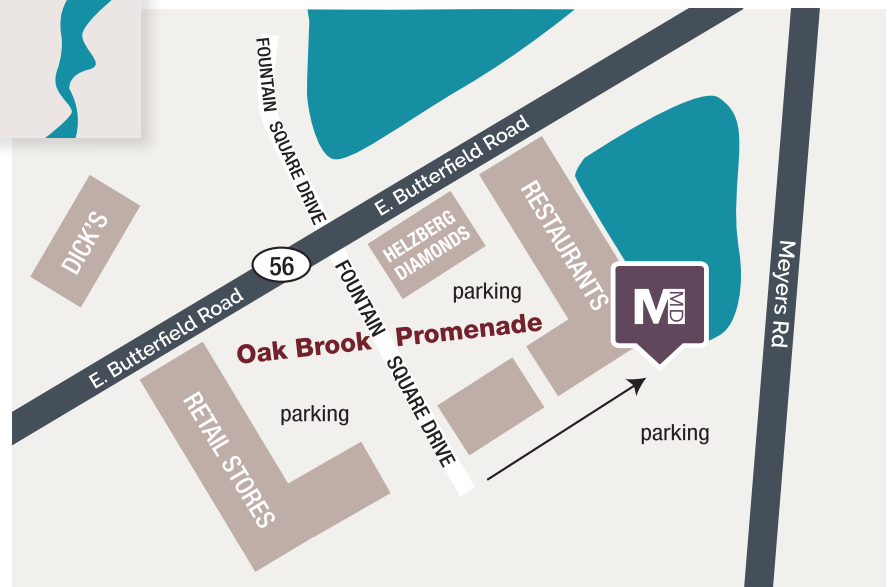 FOUNTAIN SQUARE DRIVE
E. Butterfield Road
DICK'S
HELZBERG
DIAMONDS
RESTAURANTS
56
FOUNTAIN SQUARE DRIVE
parking
M MD
Meyers Rd
E. Butterfield Road
Oak Brook Promenade
RETAIL STORES
parking
parking